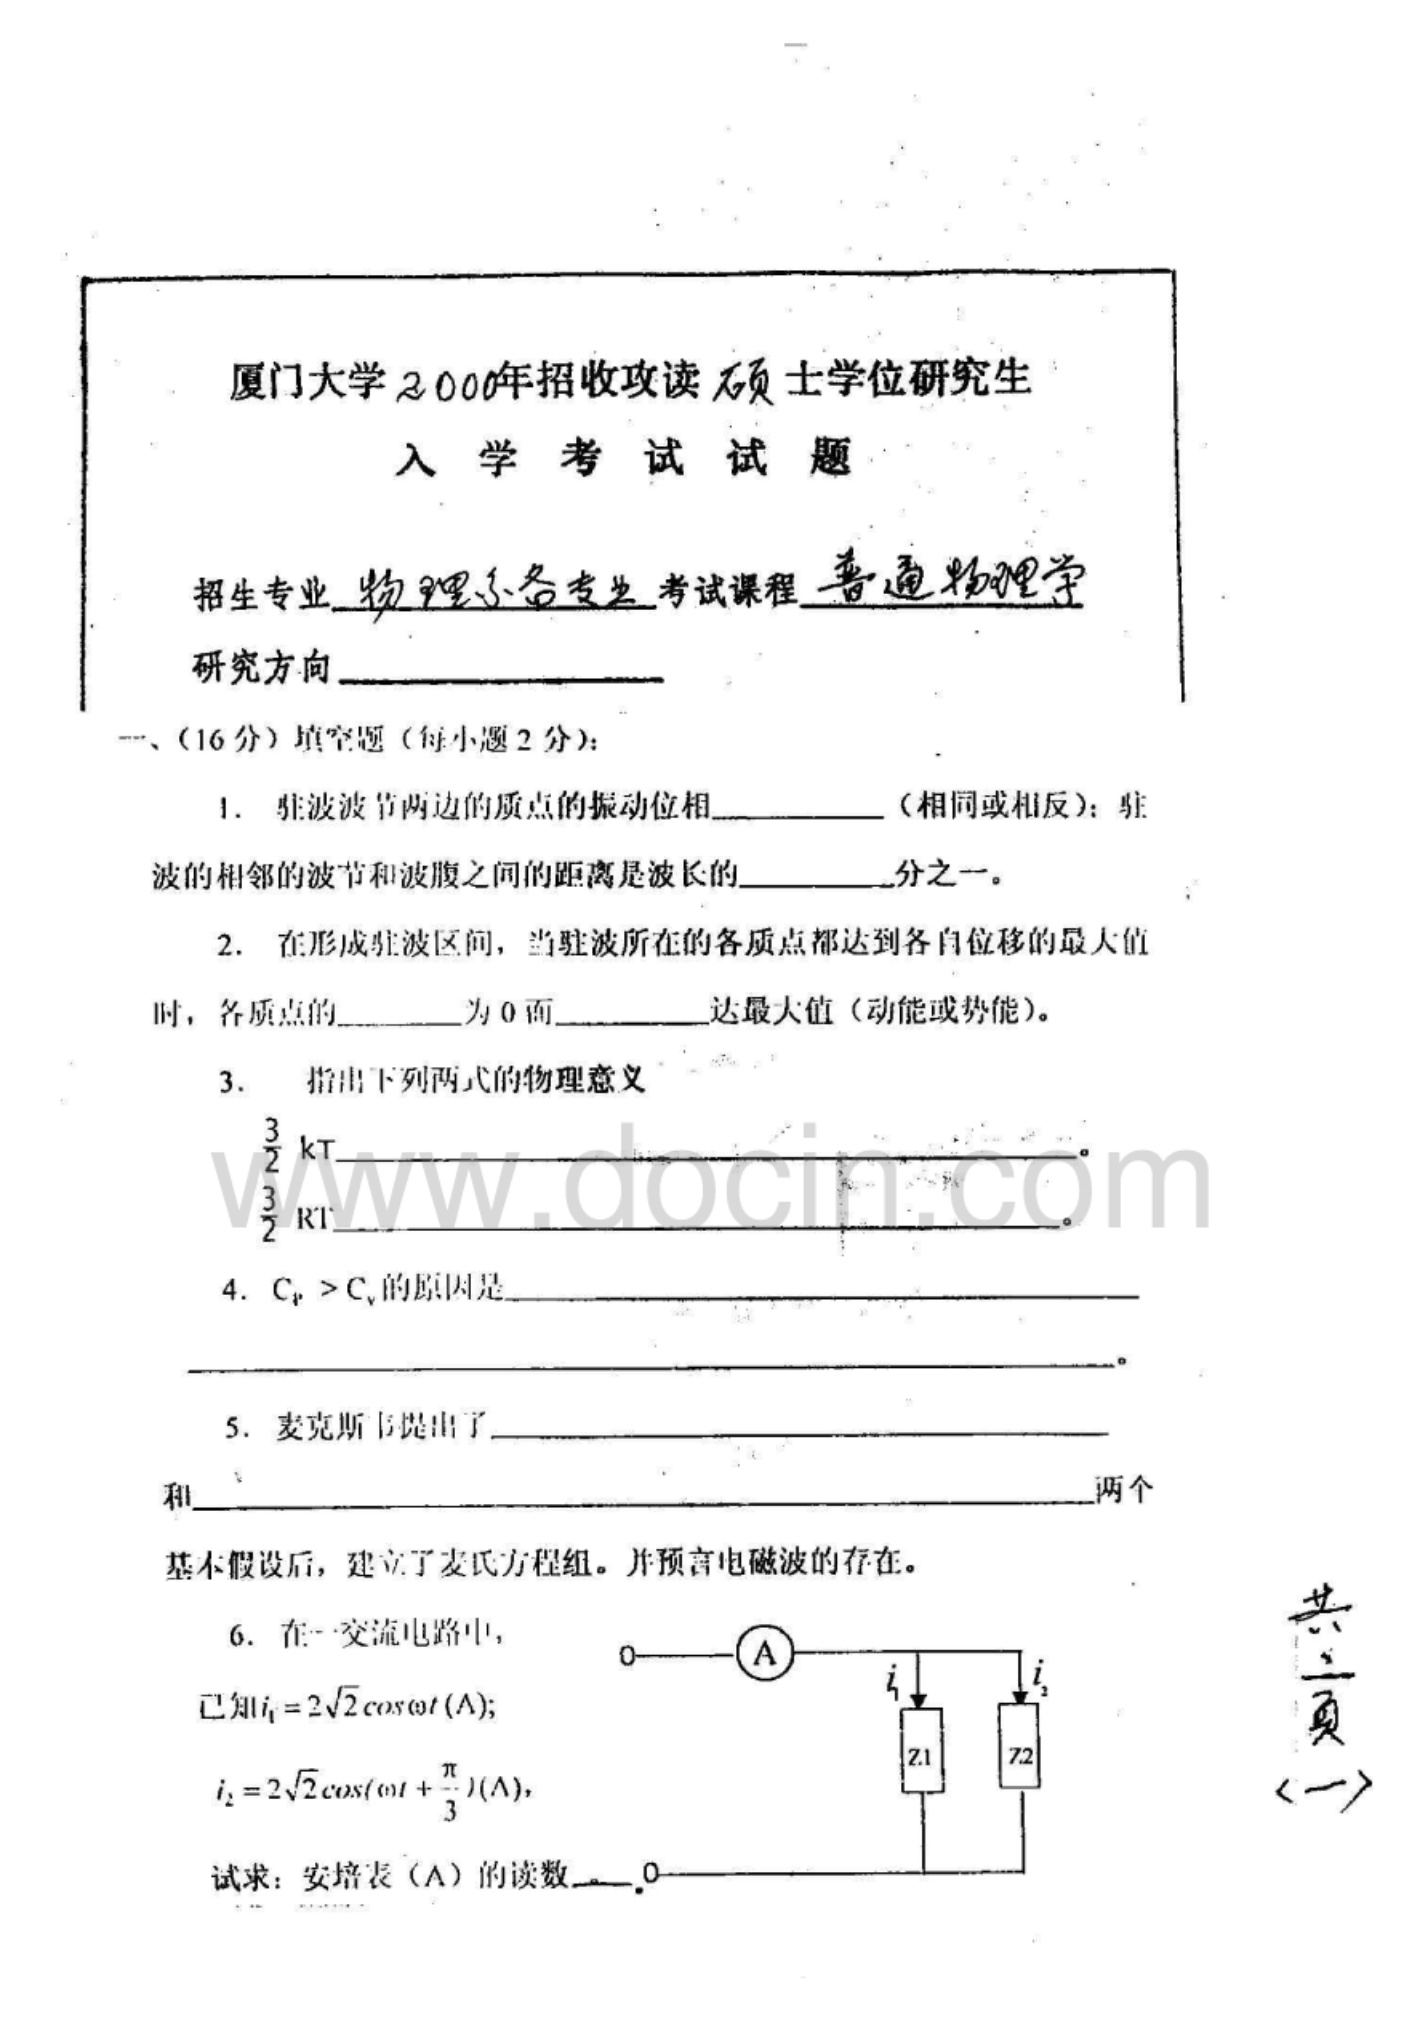 厦门大学2000年招收攻读硕士学位研究生
入学考试试题
招生专业 物理系各专业 考试课程 普通物理学
研究方向
一、（16分）填空题（每小题2分）：
1. 驻波波节两边的质点的振动位相________（相同或相反）；驻
波的相邻的波节和波腹之间的距离是波长的________分之一。
2. 在形成驻波区间，当驻波所在的各质点都达到各自位移的最大值
时，各质点的________为0而________达最大值（动能或势能）。
3. 指出下列两式的物理意义
3/2 kT________。
3/2 RT________。
4. Cₚ > Cᵥ的原因是________
________。
5. 麦克斯韦提出了________
和________两个
基本假设后，建立了麦氏方程组。并预言电磁波的存在。
6. 在一交流电路中，
已知i₁=2√2cosωt(A);
i₂=2√2cos(ωt+π/3)(A)，
试求：安培表（A）的读数____.
A
i₁
i₂
Z1
Z2
共三页
<一>
www.docin.com